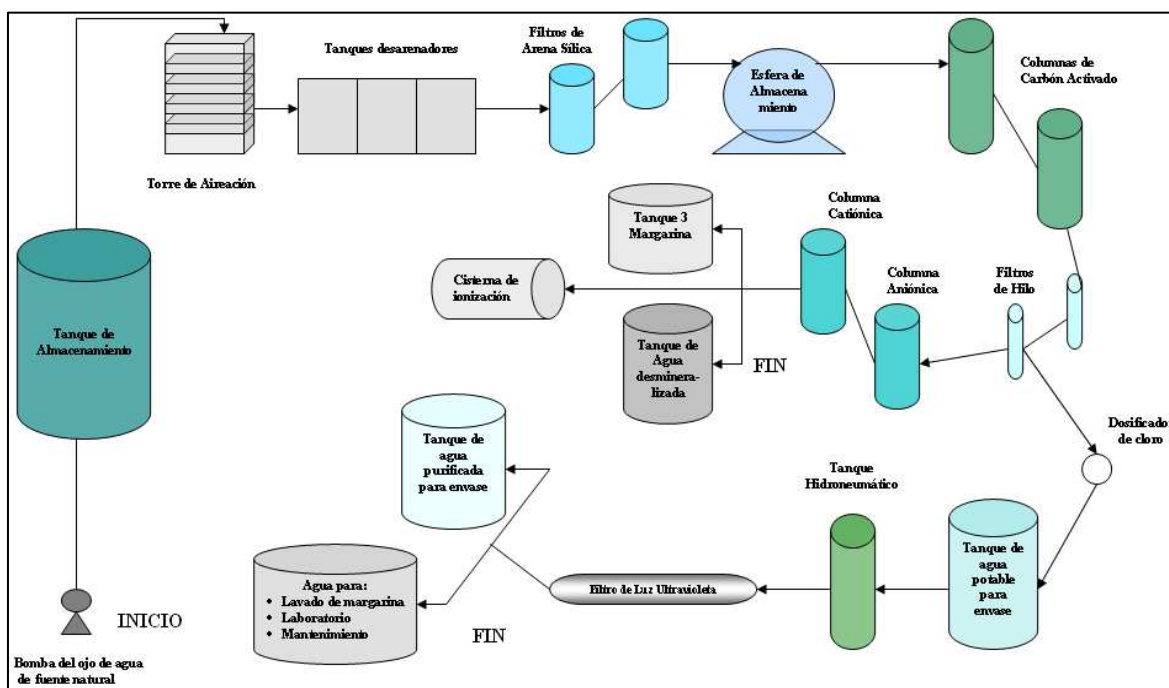 Filtros de
Arena Sílica
Tanques desarenadores
Esfera de
Almacena
miento
Columnas de
Carbón Activado
Torre de Aireación
Columna
Catiónica
Tanque 3
Margarina
Columna
Aniónica
Filtros
de Hilo
Cisterna de
ionización
Tanque de
Almacenamiento
Tanque de
Agua
desminera-
lizada
FIN
Dosificador
de cloro
Tanque de
agua
purificada
para envase
Tanque
Hidroneumático
Tanque de
agua
potable
para
envase
Agua para:
• Lavado de margarina
• Laboratorio
• Mantenimiento
Filtro de Luz Ultravioleta
INICIO
FIN
Bomba del ojo de agua
de fuente natural